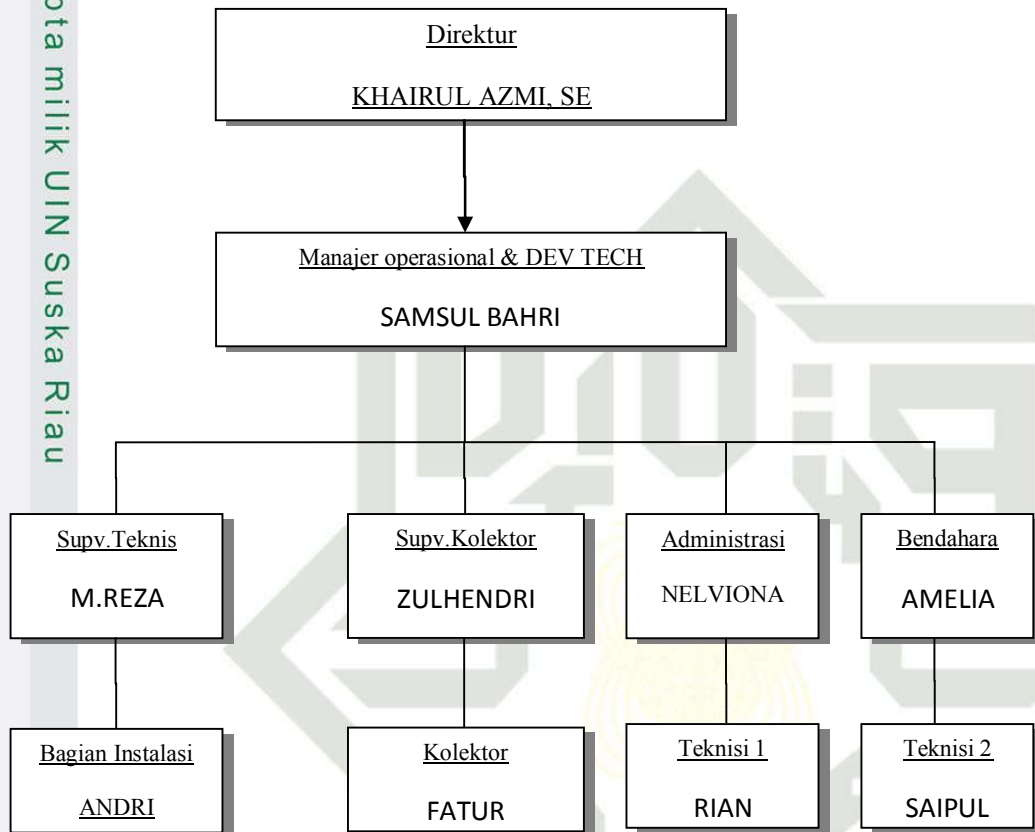 milik UIN Suska Riau
Direktur
KHAIRUL AZMI, SE
Manajer operasional & DEV TECH
SAMSUL BAHRI
Supv.Teknis
M.REZA
Supv.Kolektor
ZULHENDRI
Administrasi
NELVIONA
Bendahara
AMELIA
Bagian Instalasi
ANDRI
Kolektor
FATUR
Teknisi 1
RIAN
Teknisi 2
SAIPUL